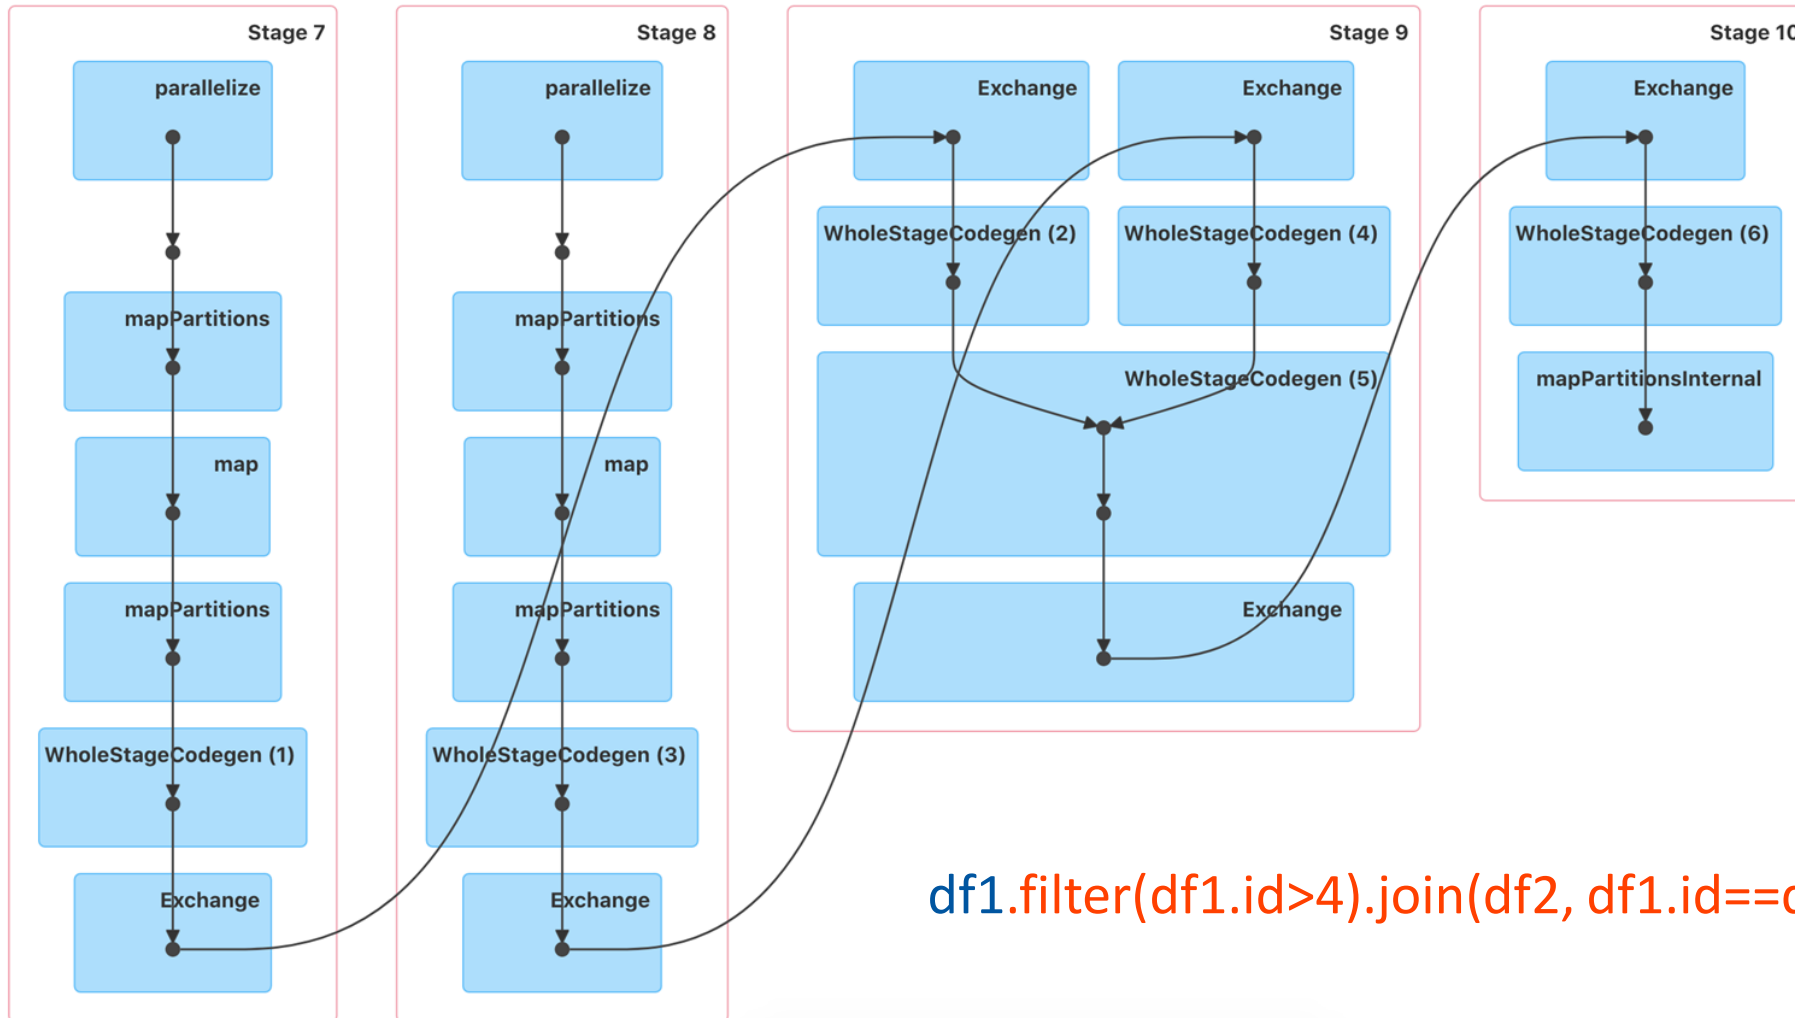 Stage 7
parallelize
mapPartitions
map
mapPartitions
WholeStageCodegen (1)
Exchange
Stage 8
parallelize
mapPartitions
map
mapPartitions
WholeStageCodegen (3)
Exchange
Stage 9
Exchange
Exchange
WholeStageCodegen (2)
WholeStageCodegen (4)
WholeStageCodegen (5)
Exchange
Stage 10
Exchange
WholeStageCodegen (6)
mapPartitionsInternal
df1.filter(df1.id>4).join(df2, df1.id==